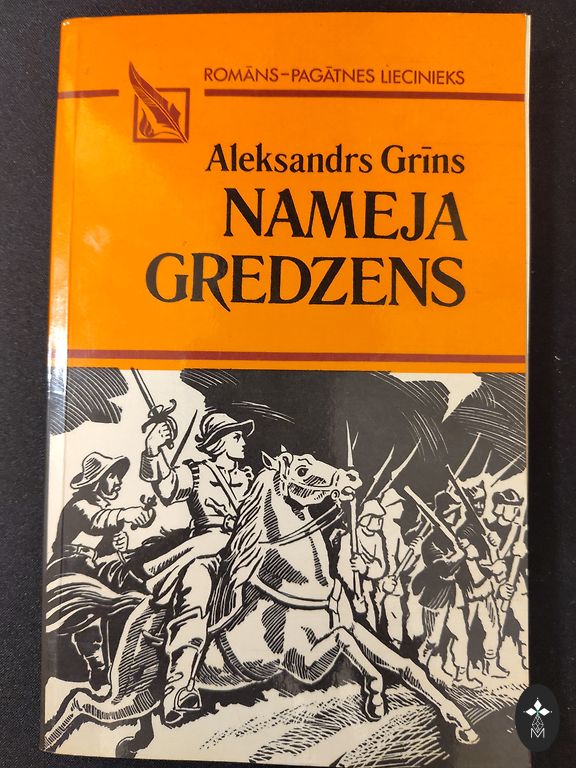 ROMĀNS-PAGĀTNES LIECINIEKS
Aleksandrs Grīns
NAMEJA
GREDZENS